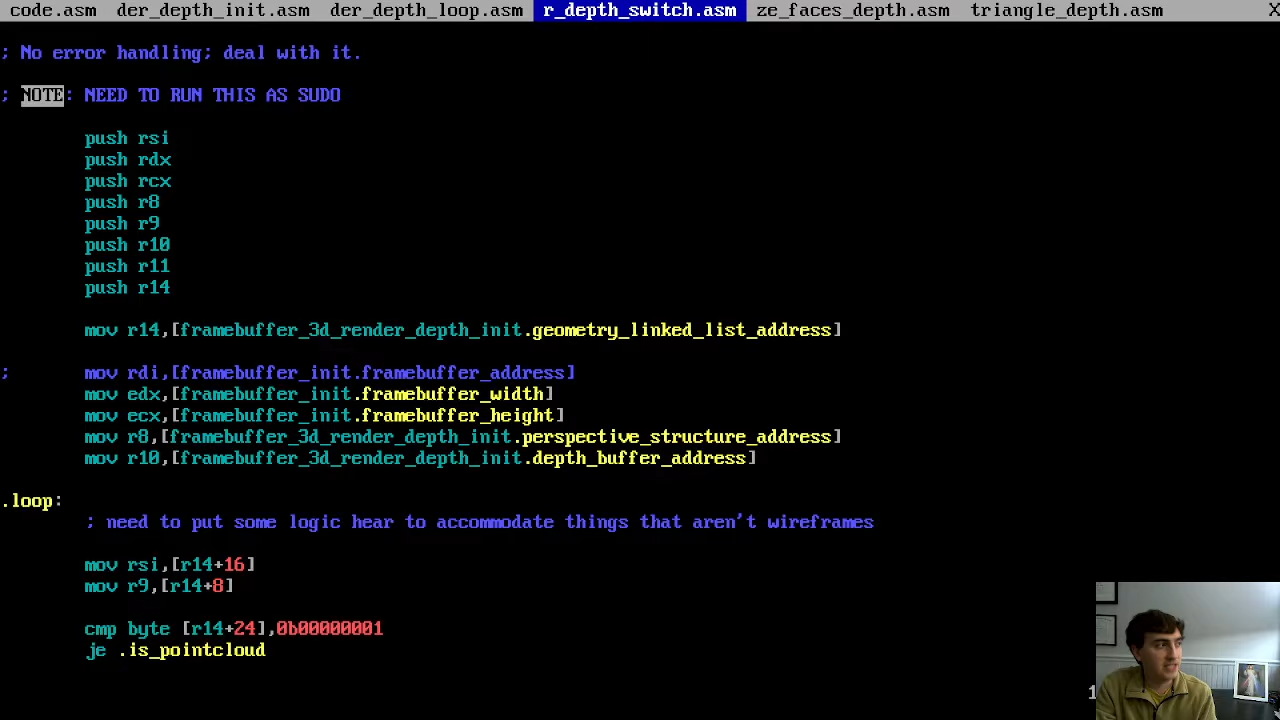 code.asm der_depth_init.asm der_depth_loop.asm r_depth_switch.asm ze_faces_depth.asm triangle_depth.asm X
; No error handling; deal with it.
; NOTE: NEED TO RUN THIS AS SUDO
push rsi
push rdx
push rcx
push r8
push r9
push r10
push r11
push r14
mov r14,[framebuffer_3d_render_depth_init.geometry_linked_list_address]
; mov rdi,[framebuffer_init.framebuffer_address]
mov edx,[framebuffer_init.framebuffer_width]
mov ecx,[framebuffer_init.framebuffer_height]
mov r8,[framebuffer_3d_render_depth_init.perspective_structure_address]
mov r10,[framebuffer_3d_render_depth_init.depth_buffer_address]
.loop:
; need to put some logic hear to accommodate things that aren't wireframes
mov rsi,[r14+16]
mov r9,[r14+8]
cmp byte [r14+24],0b00000001
je .is_pointcloud